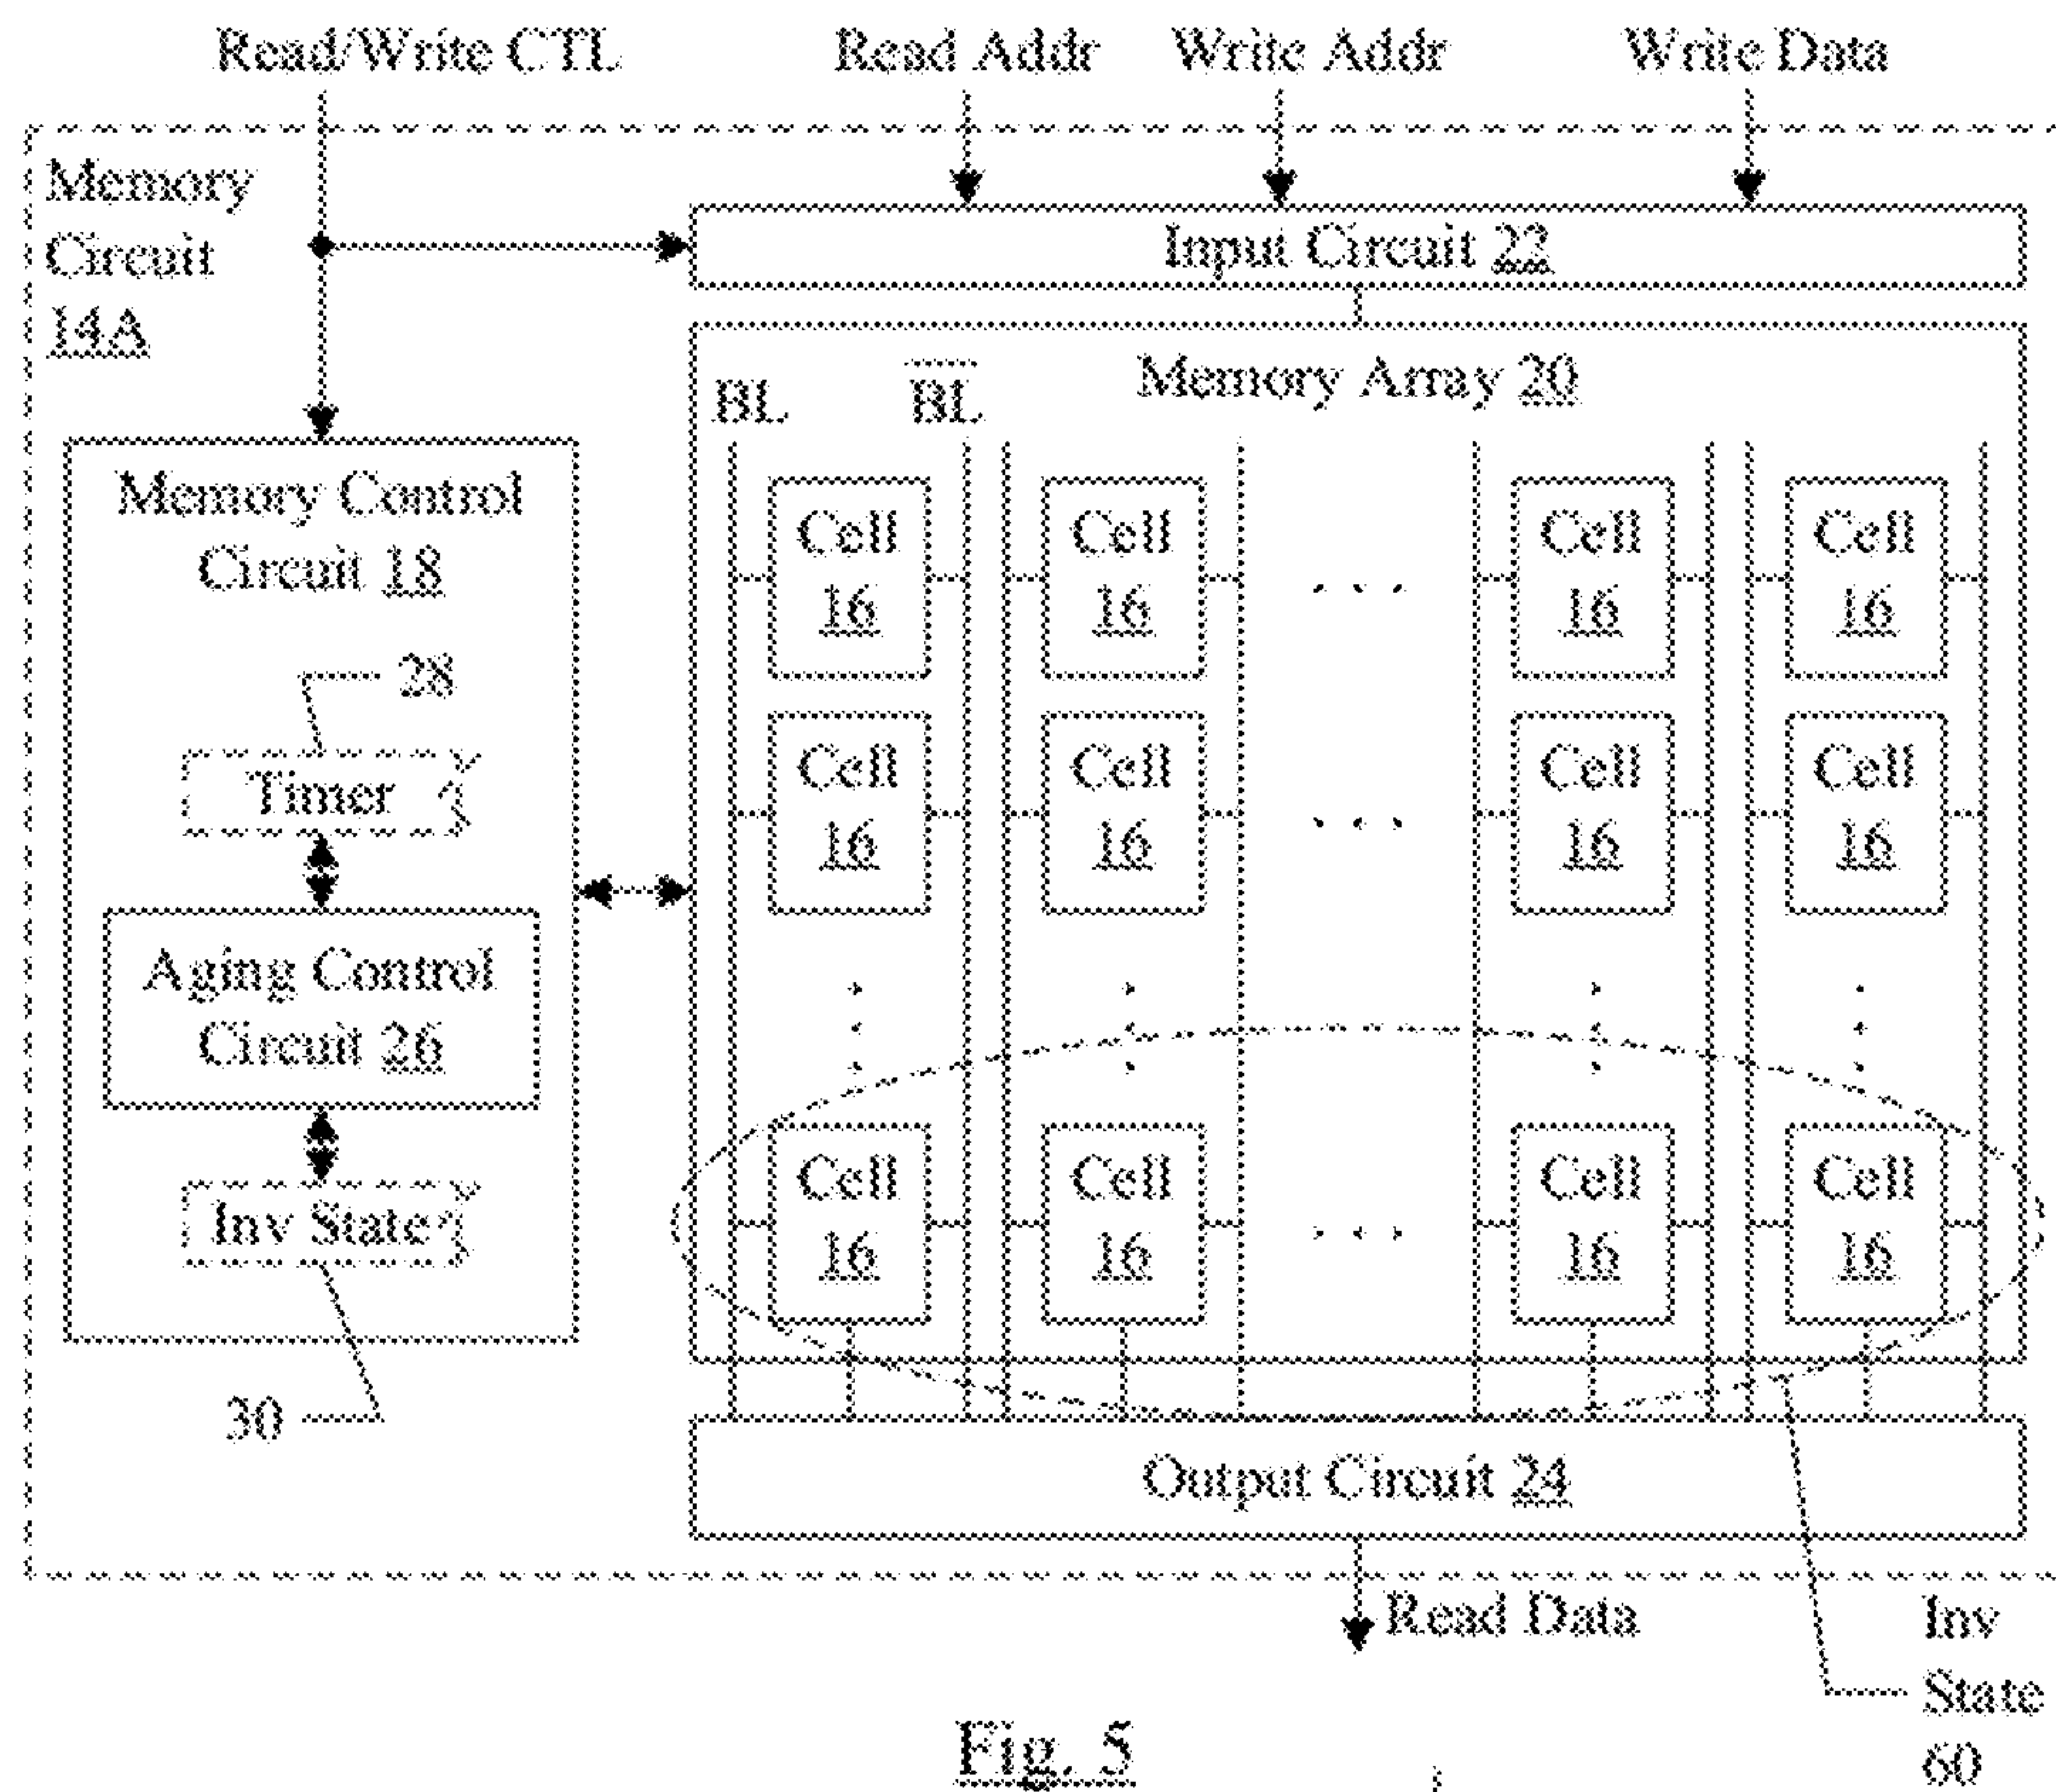 Read/Write CTL
Read Addr
Write Addr
Write Data
Memory
Circuit
14A
Input Circuit 22
Memory Array 20
BL
B̅L̅
Memory Control
Circuit 18
28
Timer
Aging Control
Circuit 26
Inv State
30
Cell
16
Cell
16
. . .
Cell
16
Cell
16
Cell
16
Cell
16
. . .
Cell
16
Cell
16
Cell
16
Cell
16
. . .
Cell
16
Cell
16
Output Circuit 24
Read Data
Inv
State
60
Fig. 5